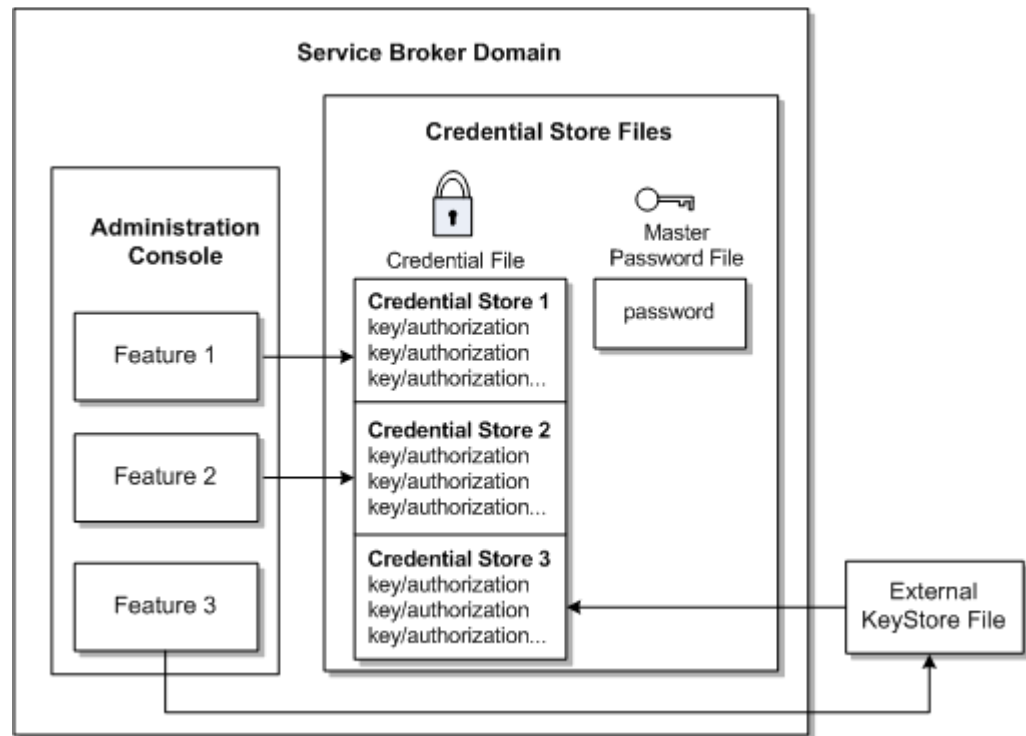 Service Broker Domain
Credential Store Files
Administration
Console
Credential File
Master
Password File
password
Feature 1
Feature 2
Feature 3
Credential Store 1
key/authorization
key/authorization
key/authorization...
Credential Store 2
key/authorization
key/authorization
key/authorization...
Credential Store 3
key/authorization
key/authorization
key/authorization...
External
KeyStore File